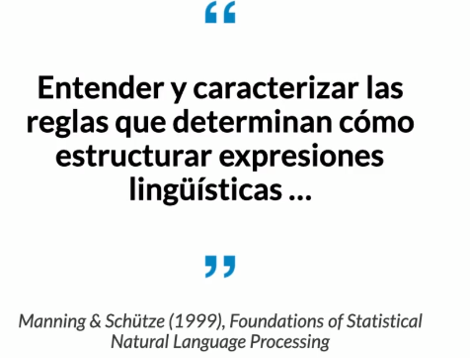 “
Entender y caracterizar las
reglas que determinan cómo
estructurar expresiones
lingüísticas ...
”
Manning & Schütze (1999), Foundations of Statistical
Natural Language Processing